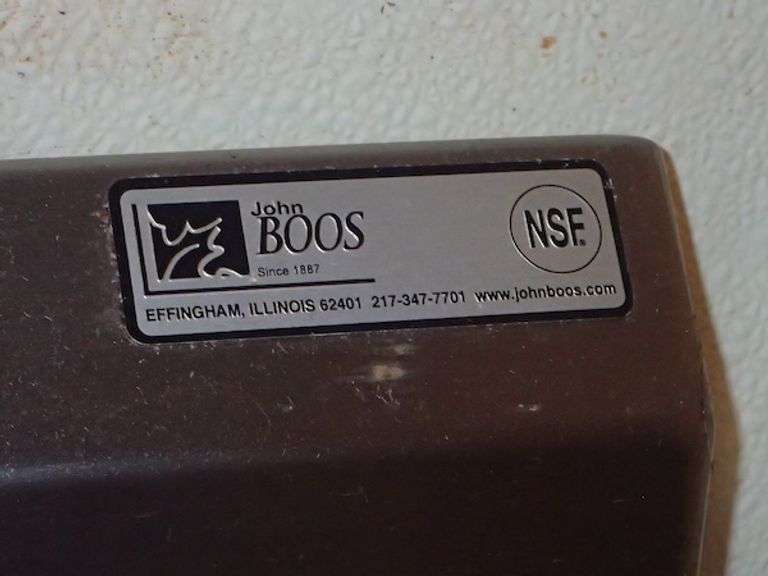 John
BOOS
Since 1887
NSF®
EFFINGHAM, ILLINOIS 62401 217-347-7701 www.johnboos.com